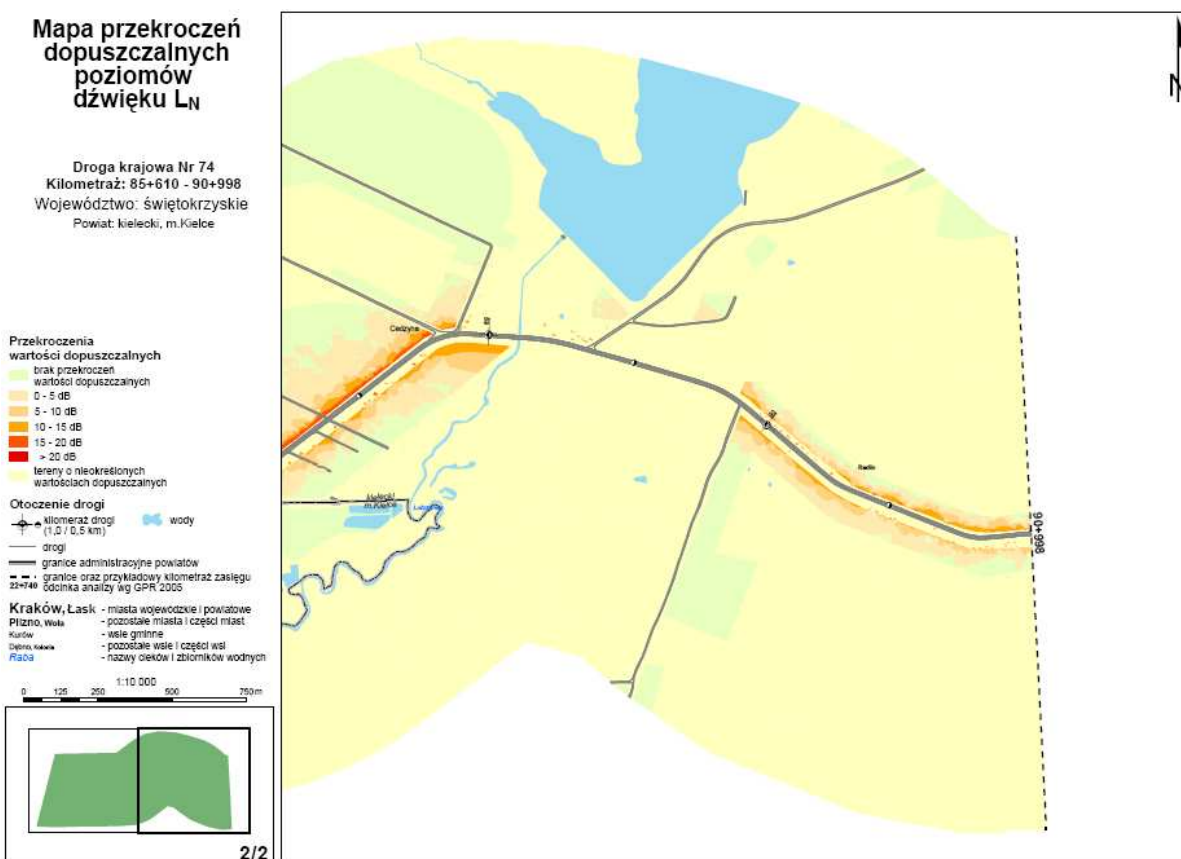 Mapa przekroczeń
dopuszczalnych
poziomów
dźwięku LN
Droga krajowa Nr 74
Kilometraż: 85+610 - 90+998
Województwo: świętokrzyskie
Powiat: kielecki, m.Kielce
Przekroczenia
wartości dopuszczalnych
brak przekroczeń
wartości dopuszczalnych
0 - 5 dB
5 - 10 dB
10 - 15 dB
15 - 20 dB
> 20 dB
tereny o nieokreślonych
wartościach dopuszczalnych
Otoczenie drogi
kilometraż drogi
(1,0 / 0,5 km)
wody
drogi
granice administracyjne powiatów
22+740
granice oraz przykładowy kilometraż zasięgu
odcinka analizy wg GPR 2005
Kraków, Łask - miasta wojewódzkie i powiatowe
Pilzno, Wola - pozostałe miasta i części miast
Kurów - wsie gminne
Dębno, Kolonia - pozostałe wsie i części wsi
Raba - nazwy cieków i zbiorników wodnych
1:10 000
0 125 250 500 750m
2/2
N
Cedzyna
kielecki
m.Kielce
Radlin
90+998